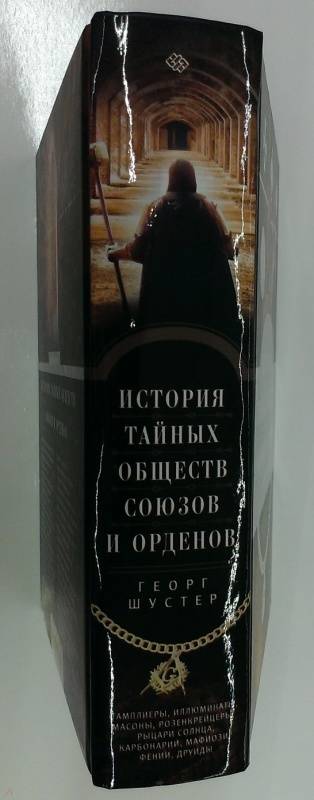 ИСТОРИЯ
ТАЙНЫХ
ОБЩЕСТВ
СОЮЗОВ
И ОРДЕНОВ
ГЕОРГ
ШУСТЕР
G
ТАМПЛИЕРЫ, ИЛЛЮМИНАТЫ,
МАСОНЫ, РОЗЕНКРЕЙЦЕРЫ,
РЫЦАРИ СОЛНЦА,
КАРБОНАРИИ, МАФИОЗИ,
ФЕНИИ, ДРУИДЫ